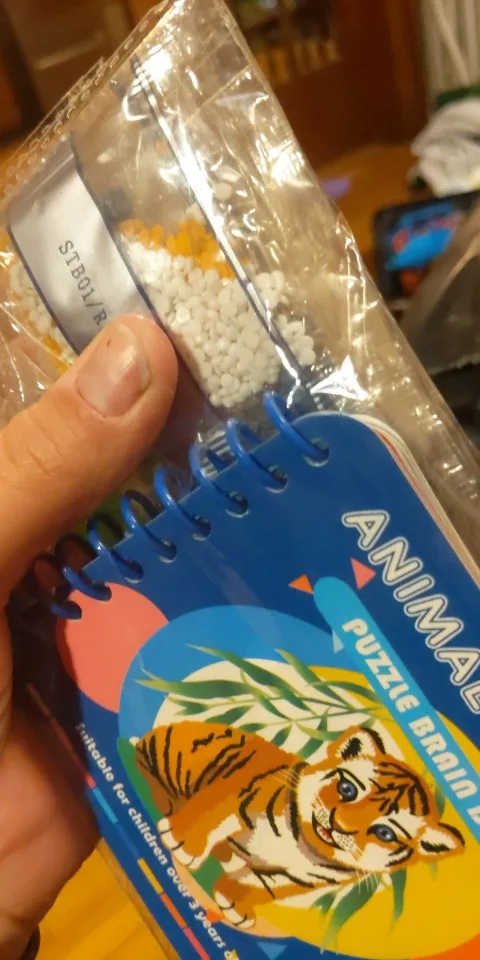 STB01/R
ANIMAL
PUZZLE BRAIN
Suitable for children over 3 years